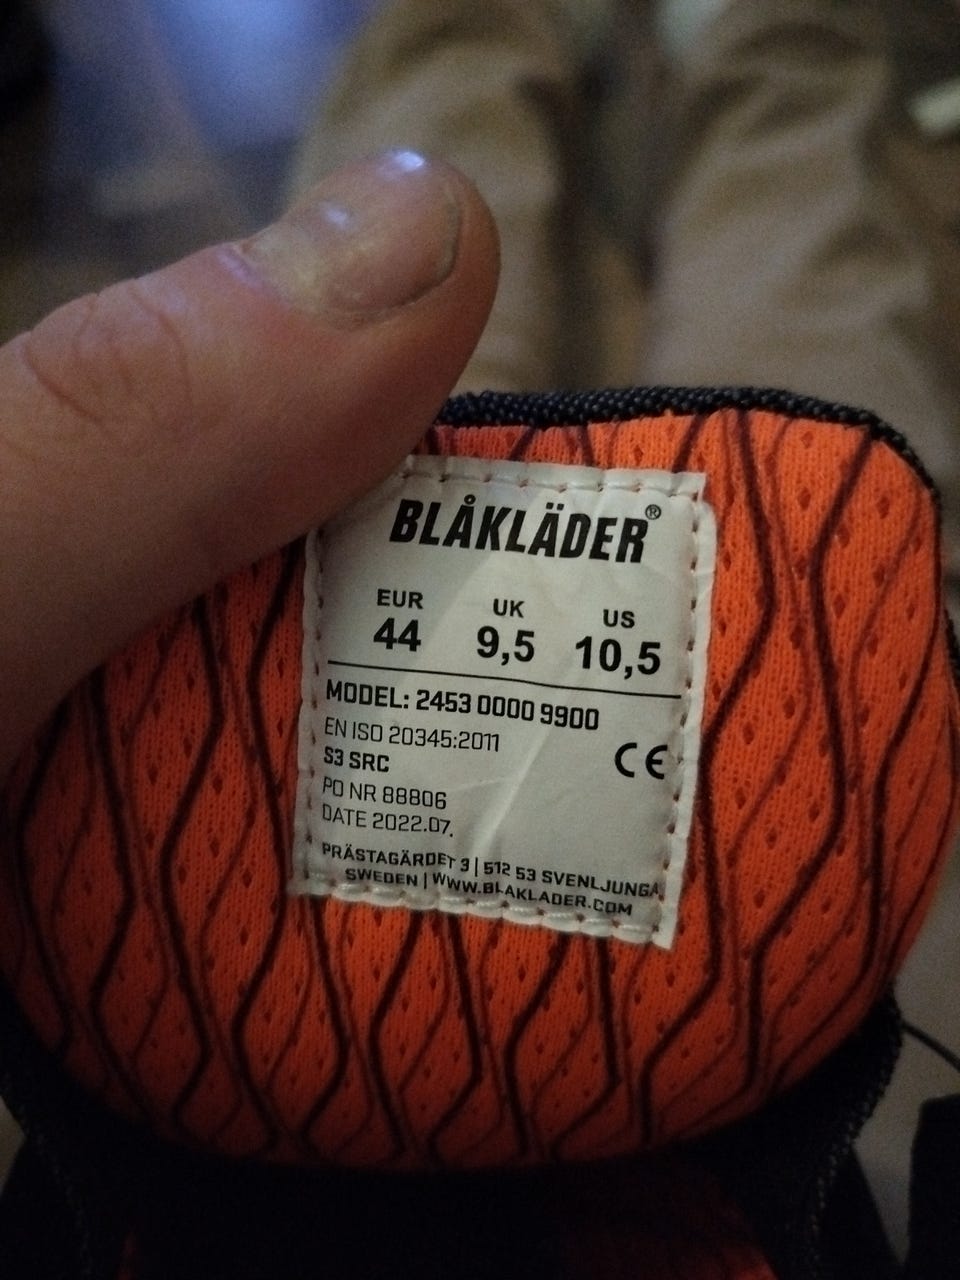 BLÅKLÄDER®
EUR UK US
44 9,5 10,5
MODEL: 2453 0000 9900
EN ISO 20345:2011 CE
S3 SRC
PO NR 88806
DATE 2022.07.
PRÄSTAGÄRDET 3 | 512 53 SVENLJUNGA,
SWEDEN | WWW.BLAKLADER.COM